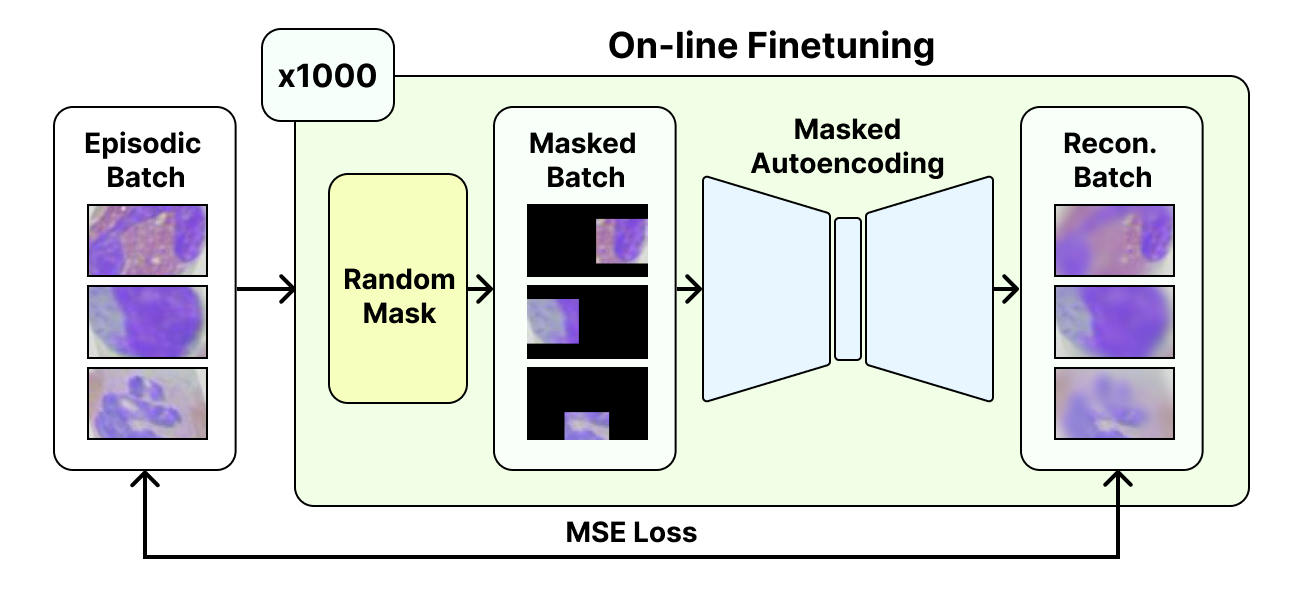 On-line Finetuning
x1000
Episodic
Batch
Random
Mask
Masked
Batch
Masked
Autoencoding
Recon.
Batch
MSE Loss